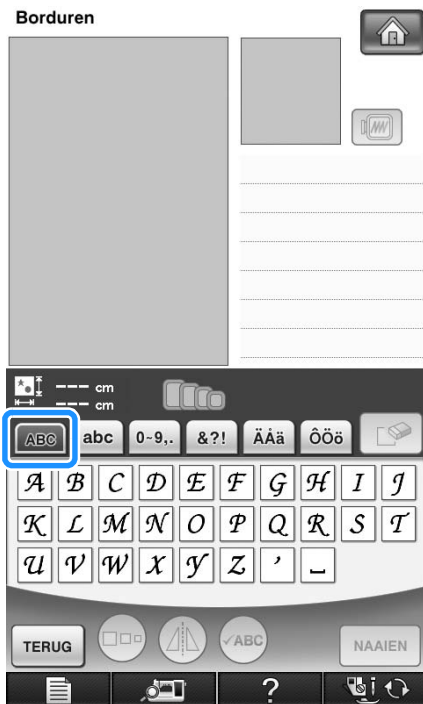 Borduren
--- cm
--- cm
ABC abc 0~9,. &?! ÄÅä ÔÖö
A B C D E F G H I J
K L M N O P Q R S T
U V W X Y Z ’ ⎵
TERUG ✓ABC NAAIEN
?